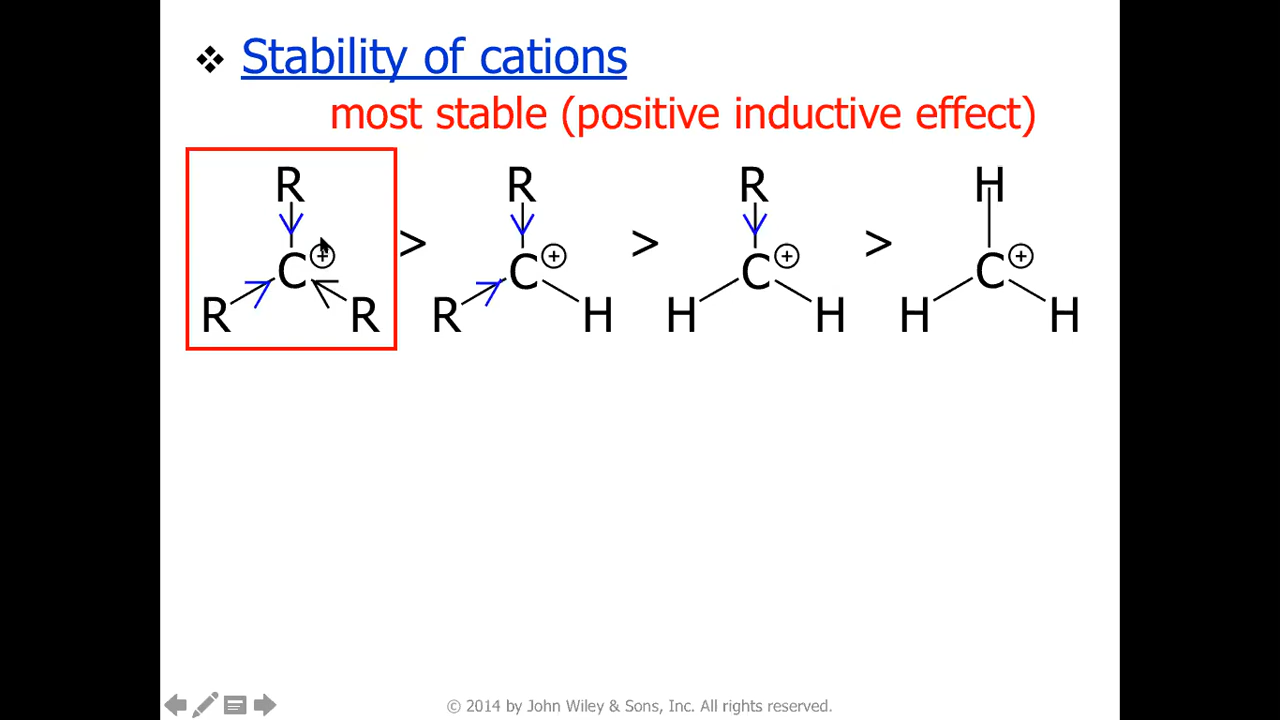 ❖ Stability of cations
most stable (positive inductive effect)
R R R H
C⊕ > C⊕ > C⊕ > C⊕
R R R H H H H H
© 2014 by John Wiley & Sons, Inc. All rights reserved.